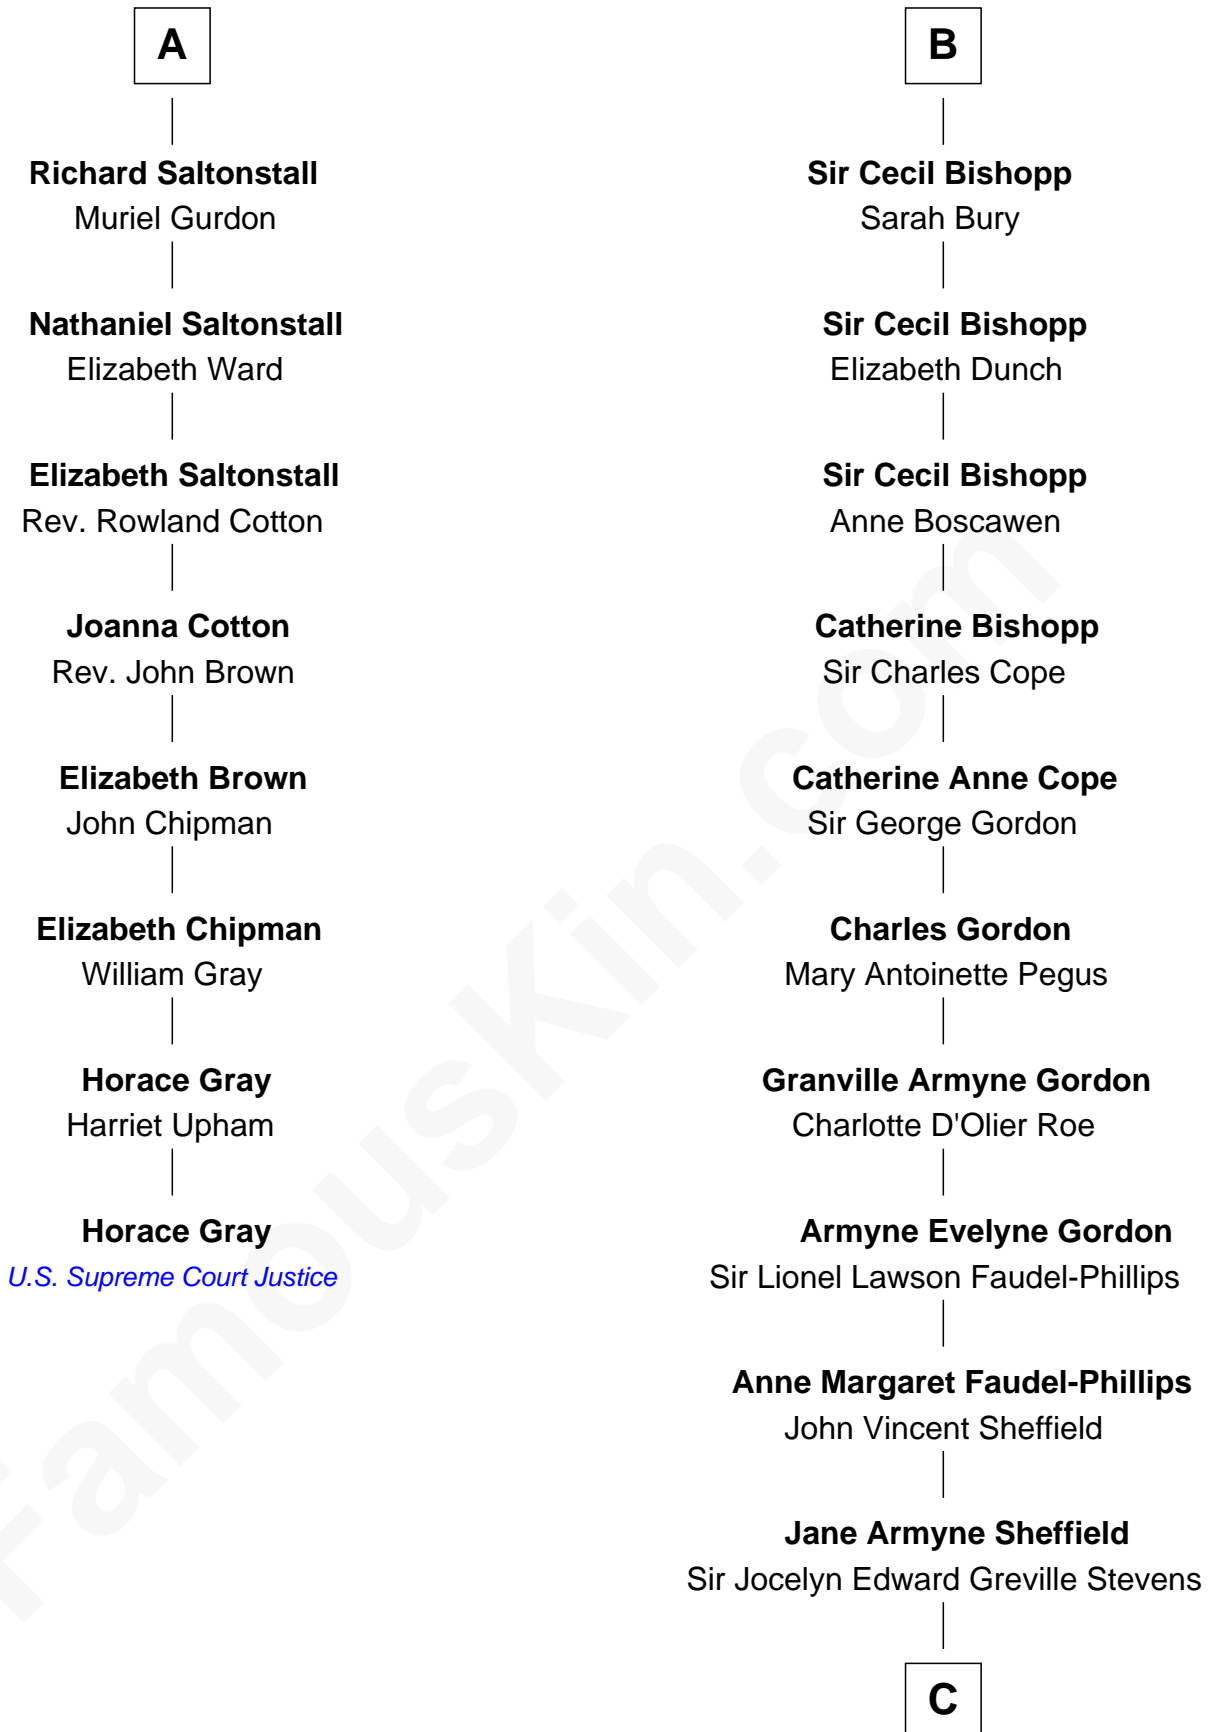 A
Richard Saltonstall
Muriel Gurdon
Nathaniel Saltonstall
Elizabeth Ward
Elizabeth Saltonstall
Rev. Rowland Cotton
Joanna Cotton
Rev. John Brown
Elizabeth Brown
John Chipman
Elizabeth Chipman
William Gray
Horace Gray
Harriet Upham
Horace Gray
U.S. Supreme Court Justice
B
Sir Cecil Bishopp
Sarah Bury
Sir Cecil Bishopp
Elizabeth Dunch
Sir Cecil Bishopp
Anne Boscawen
Catherine Bishopp
Sir Charles Cope
Catherine Anne Cope
Sir George Gordon
Charles Gordon
Mary Antoinette Pegus
Granville Armyne Gordon
Charlotte D'Olier Roe
Armyne Evelyne Gordon
Sir Lionel Lawson Faudel-Phillips
Anne Margaret Faudel-Phillips
John Vincent Sheffield
Jane Armyne Sheffield
Sir Jocelyn Edward Greville Stevens
C
FamousKin.com